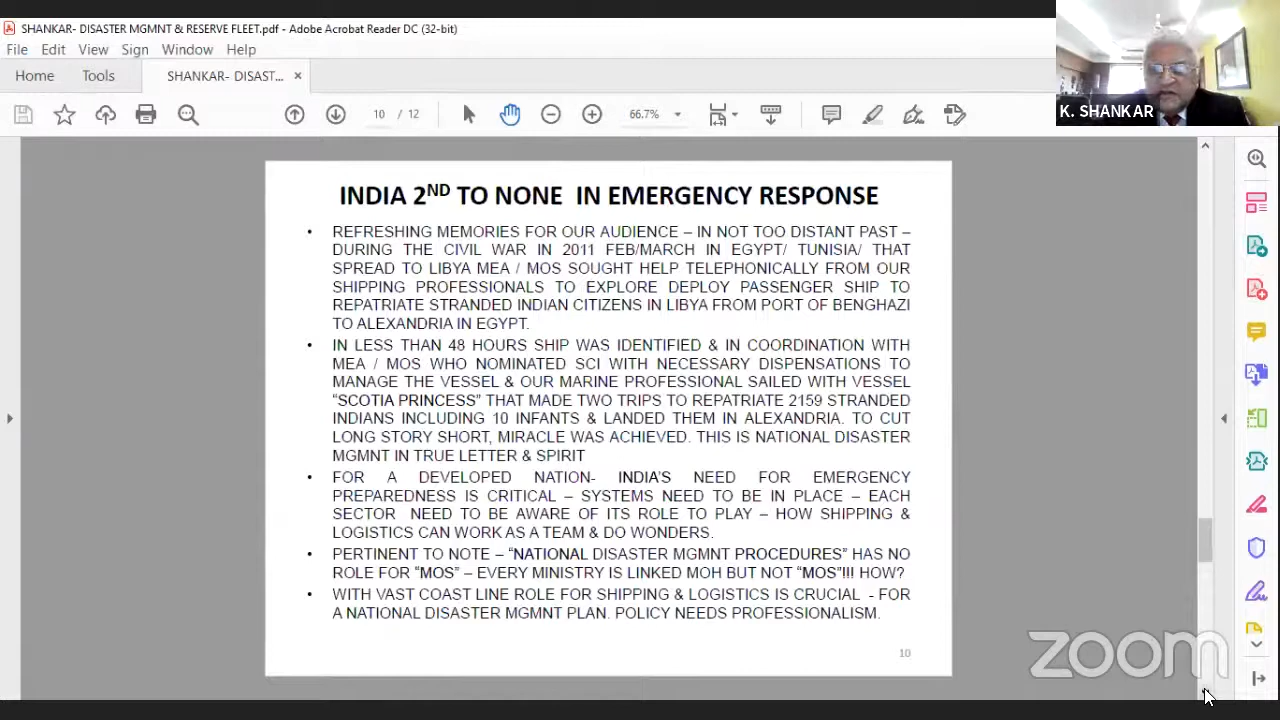 SHANKAR- DISASTER MGMNT & RESERVE FLEET.pdf - Adobe Acrobat Reader DC (32-bit)
File Edit View Sign Window Help
Home Tools SHANKAR- DISAST... ×
10 / 12 66.7%
K. SHANKAR
INDIA 2ND TO NONE IN EMERGENCY RESPONSE
• REFRESHING MEMORIES FOR OUR AUDIENCE – IN NOT TOO DISTANT PAST –
DURING THE CIVIL WAR IN 2011 FEB/MARCH IN EGYPT/ TUNISIA/ THAT
SPREAD TO LIBYA MEA / MOS SOUGHT HELP TELEPHONICALLY FROM OUR
SHIPPING PROFESSIONALS TO EXPLORE DEPLOY PASSENGER SHIP TO
REPATRIATE STRANDED INDIAN CITIZENS IN LIBYA FROM PORT OF BENGHAZI
TO ALEXANDRIA IN EGYPT.
• IN LESS THAN 48 HOURS SHIP WAS IDENTIFIED & IN COORDINATION WITH
MEA / MOS WHO NOMINATED SCI WITH NECESSARY DISPENSATIONS TO
MANAGE THE VESSEL & OUR MARINE PROFESSIONAL SAILED WITH VESSEL
“SCOTIA PRINCESS” THAT MADE TWO TRIPS TO REPATRIATE 2159 STRANDED
INDIANS INCLUDING 10 INFANTS & LANDED THEM IN ALEXANDRIA. TO CUT
LONG STORY SHORT, MIRACLE WAS ACHIEVED. THIS IS NATIONAL DISASTER
MGMNT IN TRUE LETTER & SPIRIT
• FOR A DEVELOPED NATION- INDIA’S NEED FOR EMERGENCY
PREPAREDNESS IS CRITICAL – SYSTEMS NEED TO BE IN PLACE – EACH
SECTOR NEED TO BE AWARE OF ITS ROLE TO PLAY – HOW SHIPPING &
LOGISTICS CAN WORK AS A TEAM & DO WONDERS.
• PERTINENT TO NOTE – “NATIONAL DISASTER MGMNT PROCEDURES” HAS NO
ROLE FOR “MOS” – EVERY MINISTRY IS LINKED MOH BUT NOT “MOS”!!! HOW?
• WITH VAST COAST LINE ROLE FOR SHIPPING & LOGISTICS IS CRUCIAL - FOR
A NATIONAL DISASTER MGMNT PLAN. POLICY NEEDS PROFESSIONALISM.
10
zoom